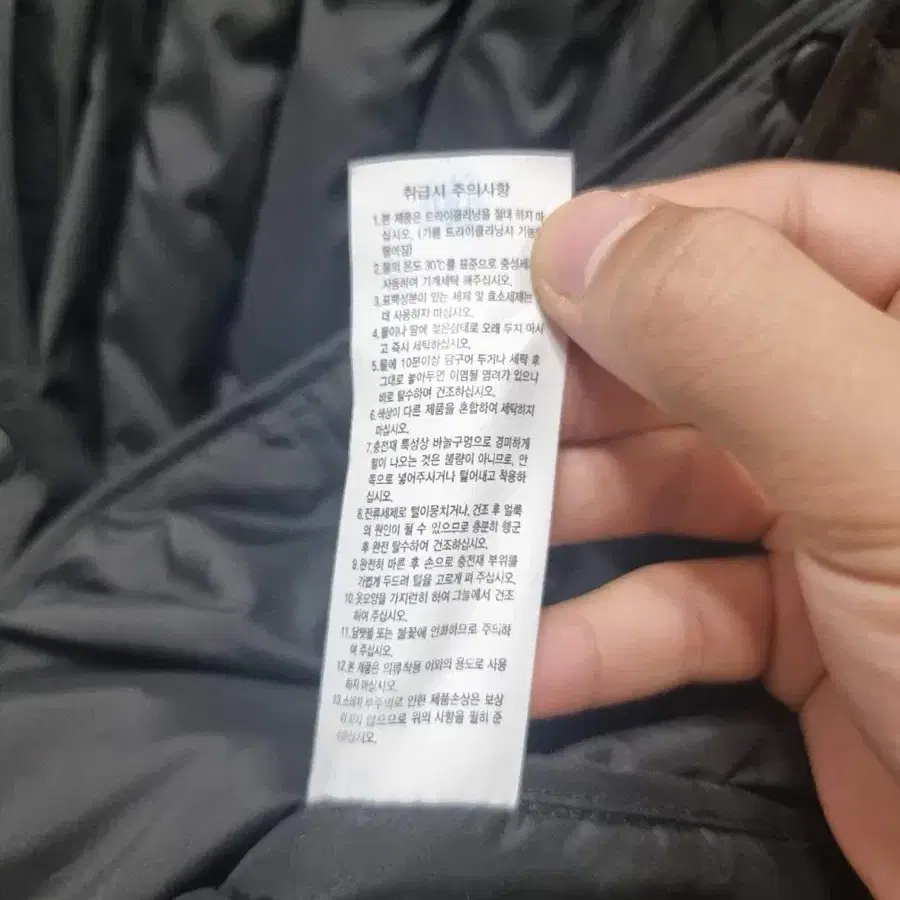 취급시 주의사항
1. 본 제품은 드라이클리닝을 절대 하지 마
십시오. (가름 드라이클리닝시 기능이
떨어짐)
2. 물의 온도 30℃를 표준으로 중성세
사용하여 기계세탁 해주십시오.
3. 표백성분이 있는 세제 및 효소세제는
대 사용하지 마십시오.
4. 물이나 땀에 젖은상태로 오래 두지 마시
고 즉시 세탁하십시오.
5. 물에 10분이상 담구어 두거나 세탁 후
그대로 놓아두면 이염될 염려가 있으니
바로 탈수하여 건조하십시오.
6. 색상이 다른 제품을 혼합하여 세탁하지
마십시오.
7. 충전재 특성상 바늘구멍으로 경미하게
털이 나오는 것은 불량이 아니므로, 안
쪽으로 넣어주시거나 털어내고 착용하
십시오.
8. 잔류세제로 털이뭉치거나, 건조 후 얼룩
의 원인이 될 수 있으므로 충분히 헹군
후 완전 탈수하여 건조하십시오.
9. 완전히 마른 후 손으로 충전재 부위를
가볍게 두드려 털을 고르게 펴 주십시오.
10. 옷모양을 가지런히 하여 그늘에서 건조
하여 주십시오.
11. 담뱃불 또는 불꽃에 인화하므로 주의하
여 주십시오.
12. 본 제품은 의류착용 이외의 용도로 사용
하지 마십시오.
13. 소비자 부주의로 인한 제품손상은 보상
되지 않으므로 위의 사항을 필히 준
수하십시오.